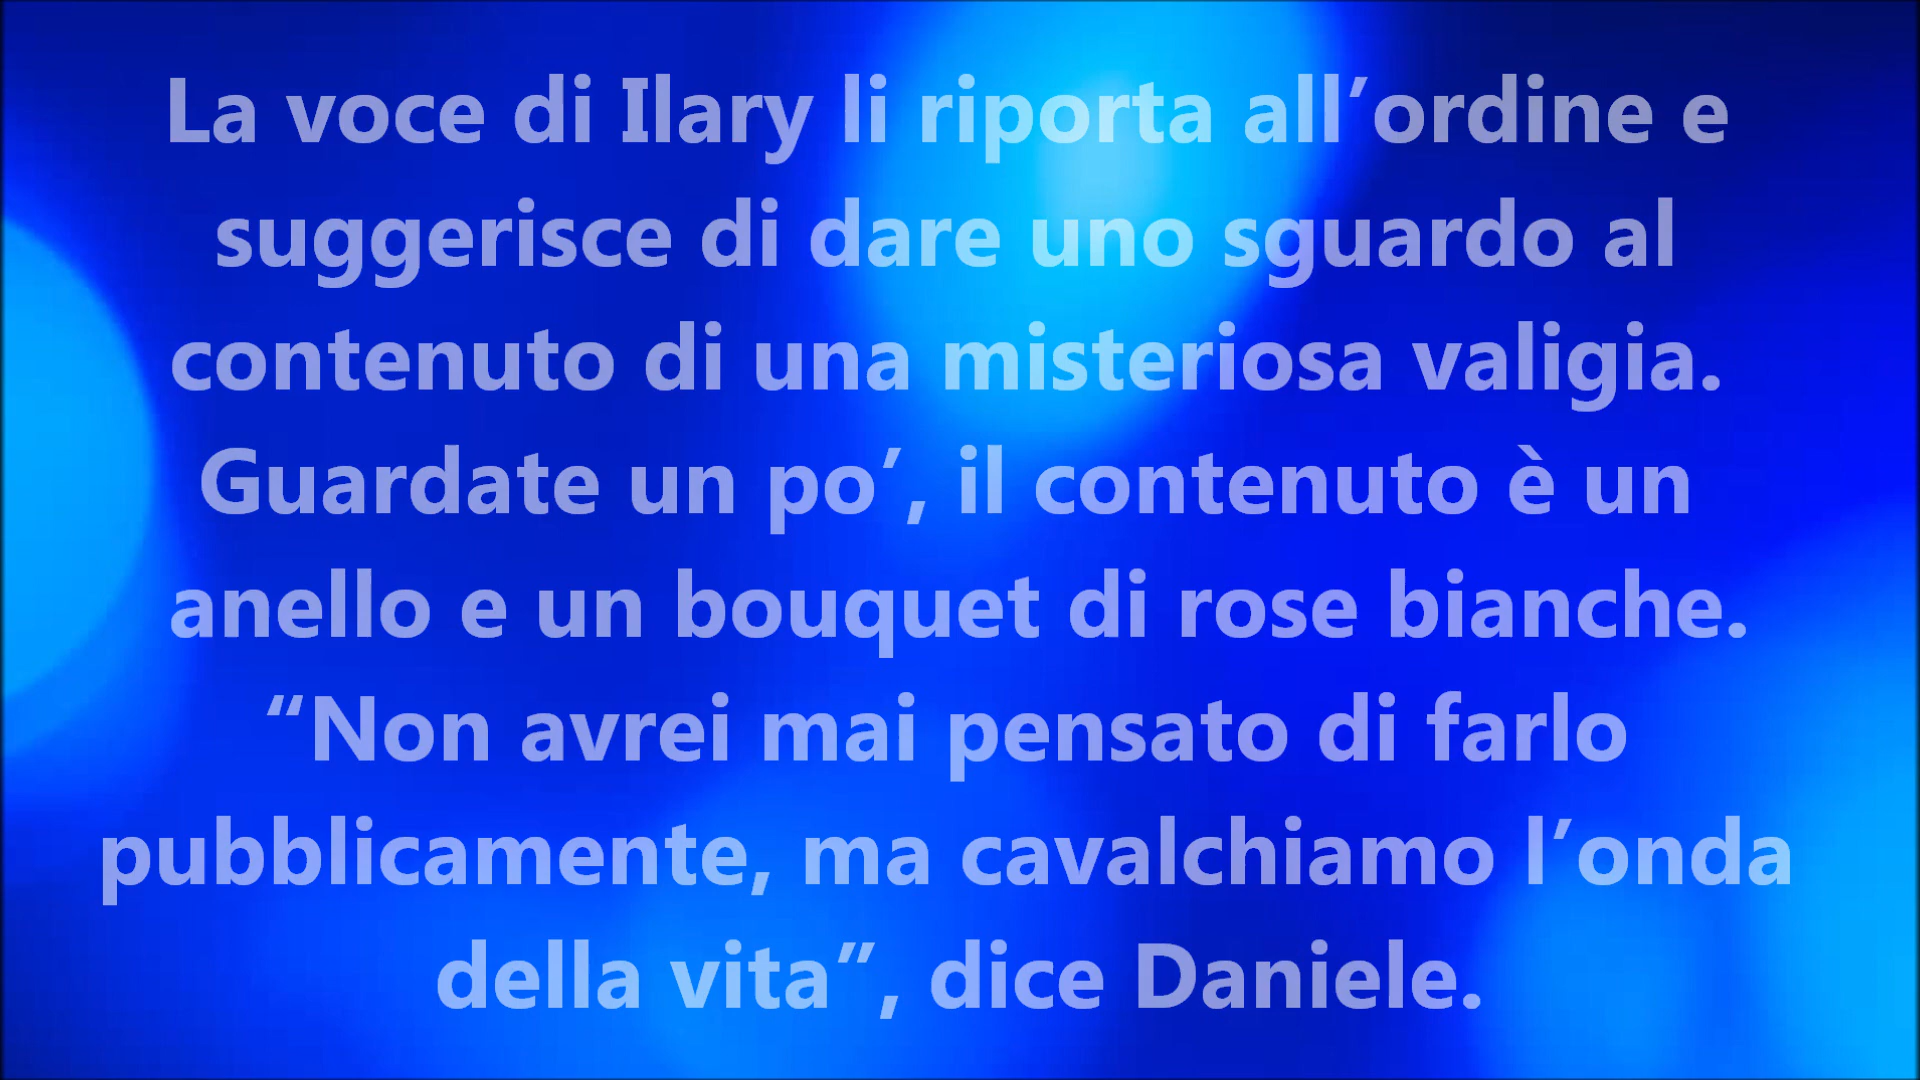 La voce di Ilary li riporta all’ordine e
suggerisce di dare uno sguardo al
contenuto di una misteriosa valigia.
Guardate un po’, il contenuto è un
anello e un bouquet di rose bianche.
“Non avrei mai pensato di farlo
pubblicamente, ma cavalchiamo l’onda
della vita”, dice Daniele.